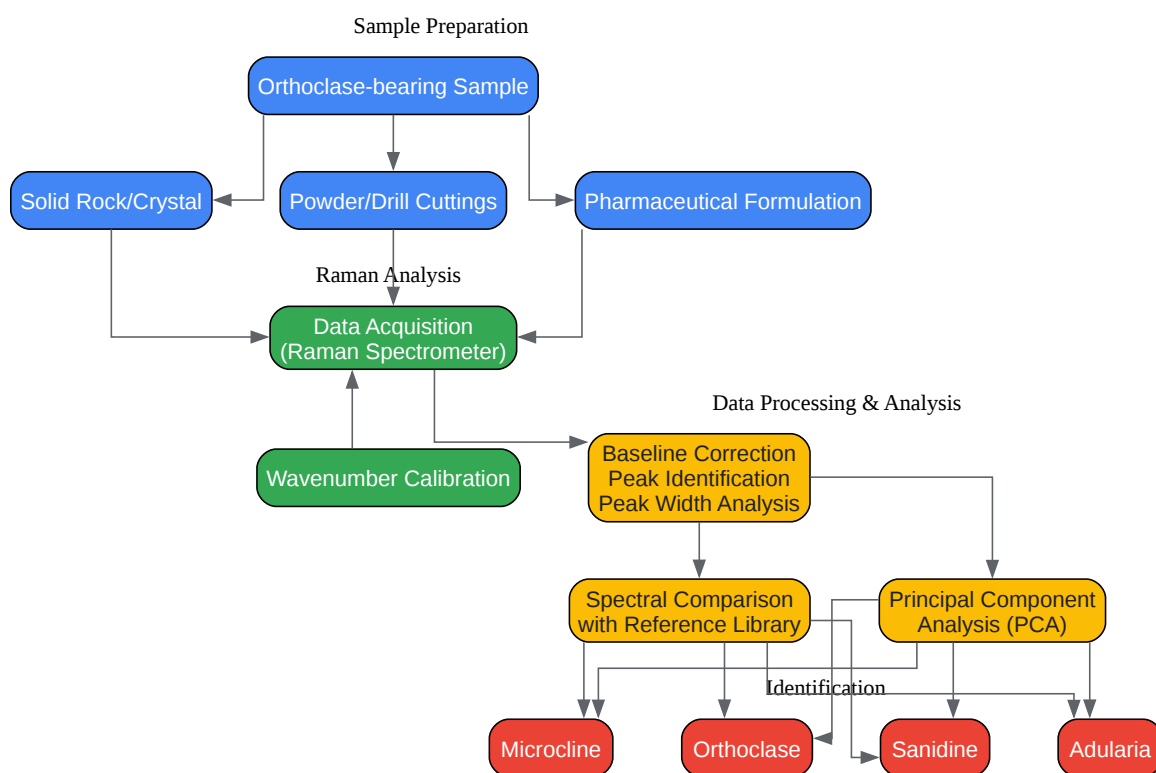 Sample Preparation
Orthoclase-bearing Sample
Solid Rock/Crystal
Powder/Drill Cuttings
Pharmaceutical Formulation
Raman Analysis
Data Acquisition
(Raman Spectrometer)
Data Processing & Analysis
Wavenumber Calibration
Baseline Correction
Peak Identification
Peak Width Analysis
Spectral Comparison
with Reference Library
Principal Component
Analysis (PCA)
Identification
Microcline
Orthoclase
Sanidine
Adularia